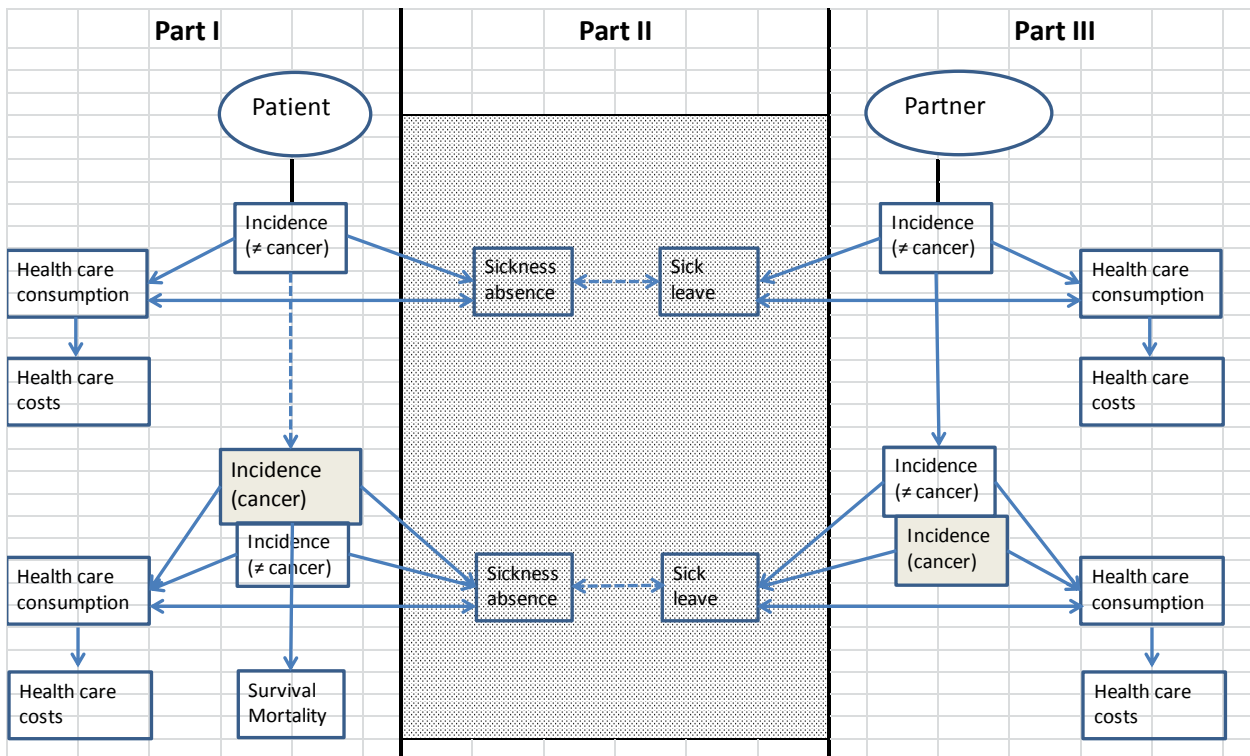 Part I
Part II
Part III
Patient
Partner
Incidence
(≠ cancer)
Incidence
(≠ cancer)
Health care
consumption
Sickness
absence
Sick
leave
Health care
consumption
Health care
costs
Health care
costs
Incidence
(cancer)
Incidence
(≠ cancer)
Incidence
(≠ cancer)
Incidence
(cancer)
Health care
consumption
Sickness
absence
Sick
leave
Health care
consumption
Health care
costs
Survival
Mortality
Health care
costs